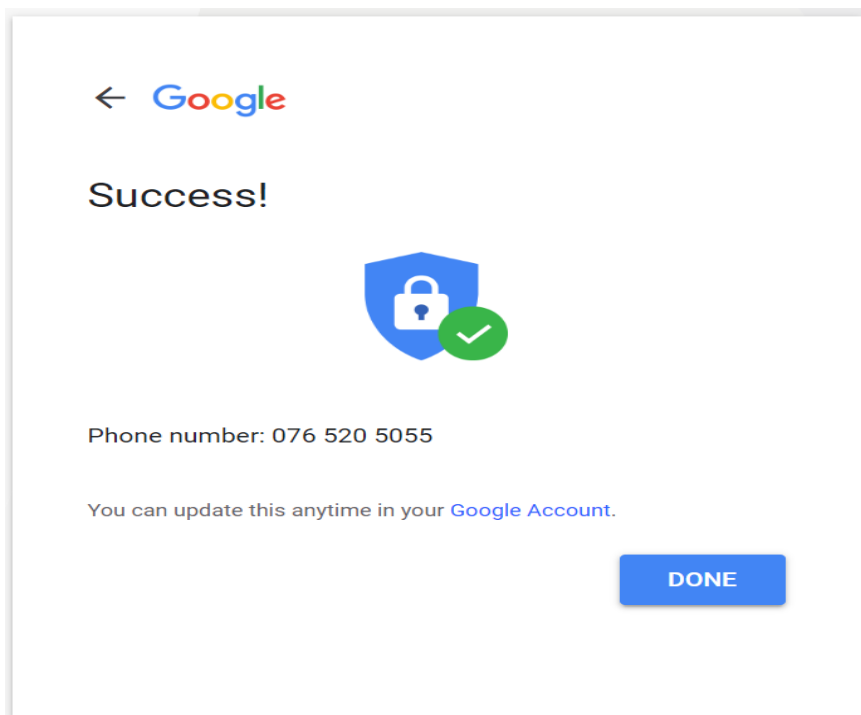 Google
Success!
Phone number: 076 520 5055
You can update this anytime in your Google Account.
DONE